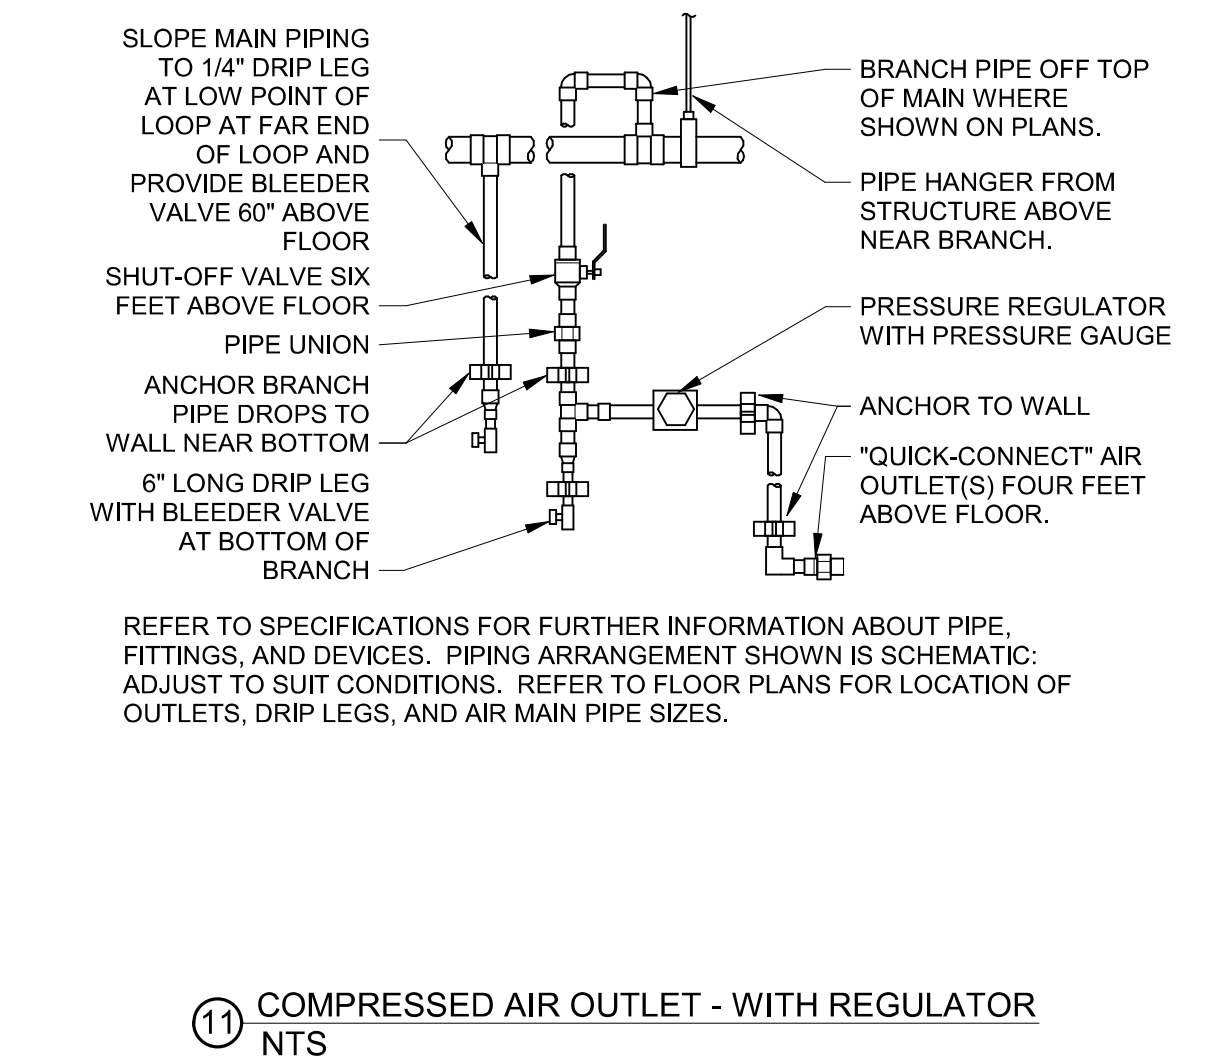 SLOPE MAIN PIPING
TO 1/4" DRIP LEG
AT LOW POINT OF
LOOP AT FAR END
OF LOOP AND
PROVIDE BLEEDER
VALVE 60" ABOVE
FLOOR
SHUT-OFF VALVE SIX
FEET ABOVE FLOOR
PIPE UNION
ANCHOR BRANCH
PIPE DROPS TO
WALL NEAR BOTTOM
6" LONG DRIP LEG
WITH BLEEDER VALVE
AT BOTTOM OF
BRANCH
BRANCH PIPE OFF TOP
OF MAIN WHERE
SHOWN ON PLANS.
PIPE HANGER FROM
STRUCTURE ABOVE
NEAR BRANCH.
PRESSURE REGULATOR
WITH PRESSURE GAUGE
ANCHOR TO WALL
"QUICK-CONNECT" AIR
OUTLET(S) FOUR FEET
ABOVE FLOOR.
REFER TO SPECIFICATIONS FOR FURTHER INFORMATION ABOUT PIPE,
FITTINGS, AND DEVICES.  PIPING ARRANGEMENT SHOWN IS SCHEMATIC:
ADJUST TO SUIT CONDITIONS.  REFER TO FLOOR PLANS FOR LOCATION OF
OUTLETS, DRIP LEGS, AND AIR MAIN PIPE SIZES.
11 COMPRESSED AIR OUTLET - WITH REGULATOR
NTS